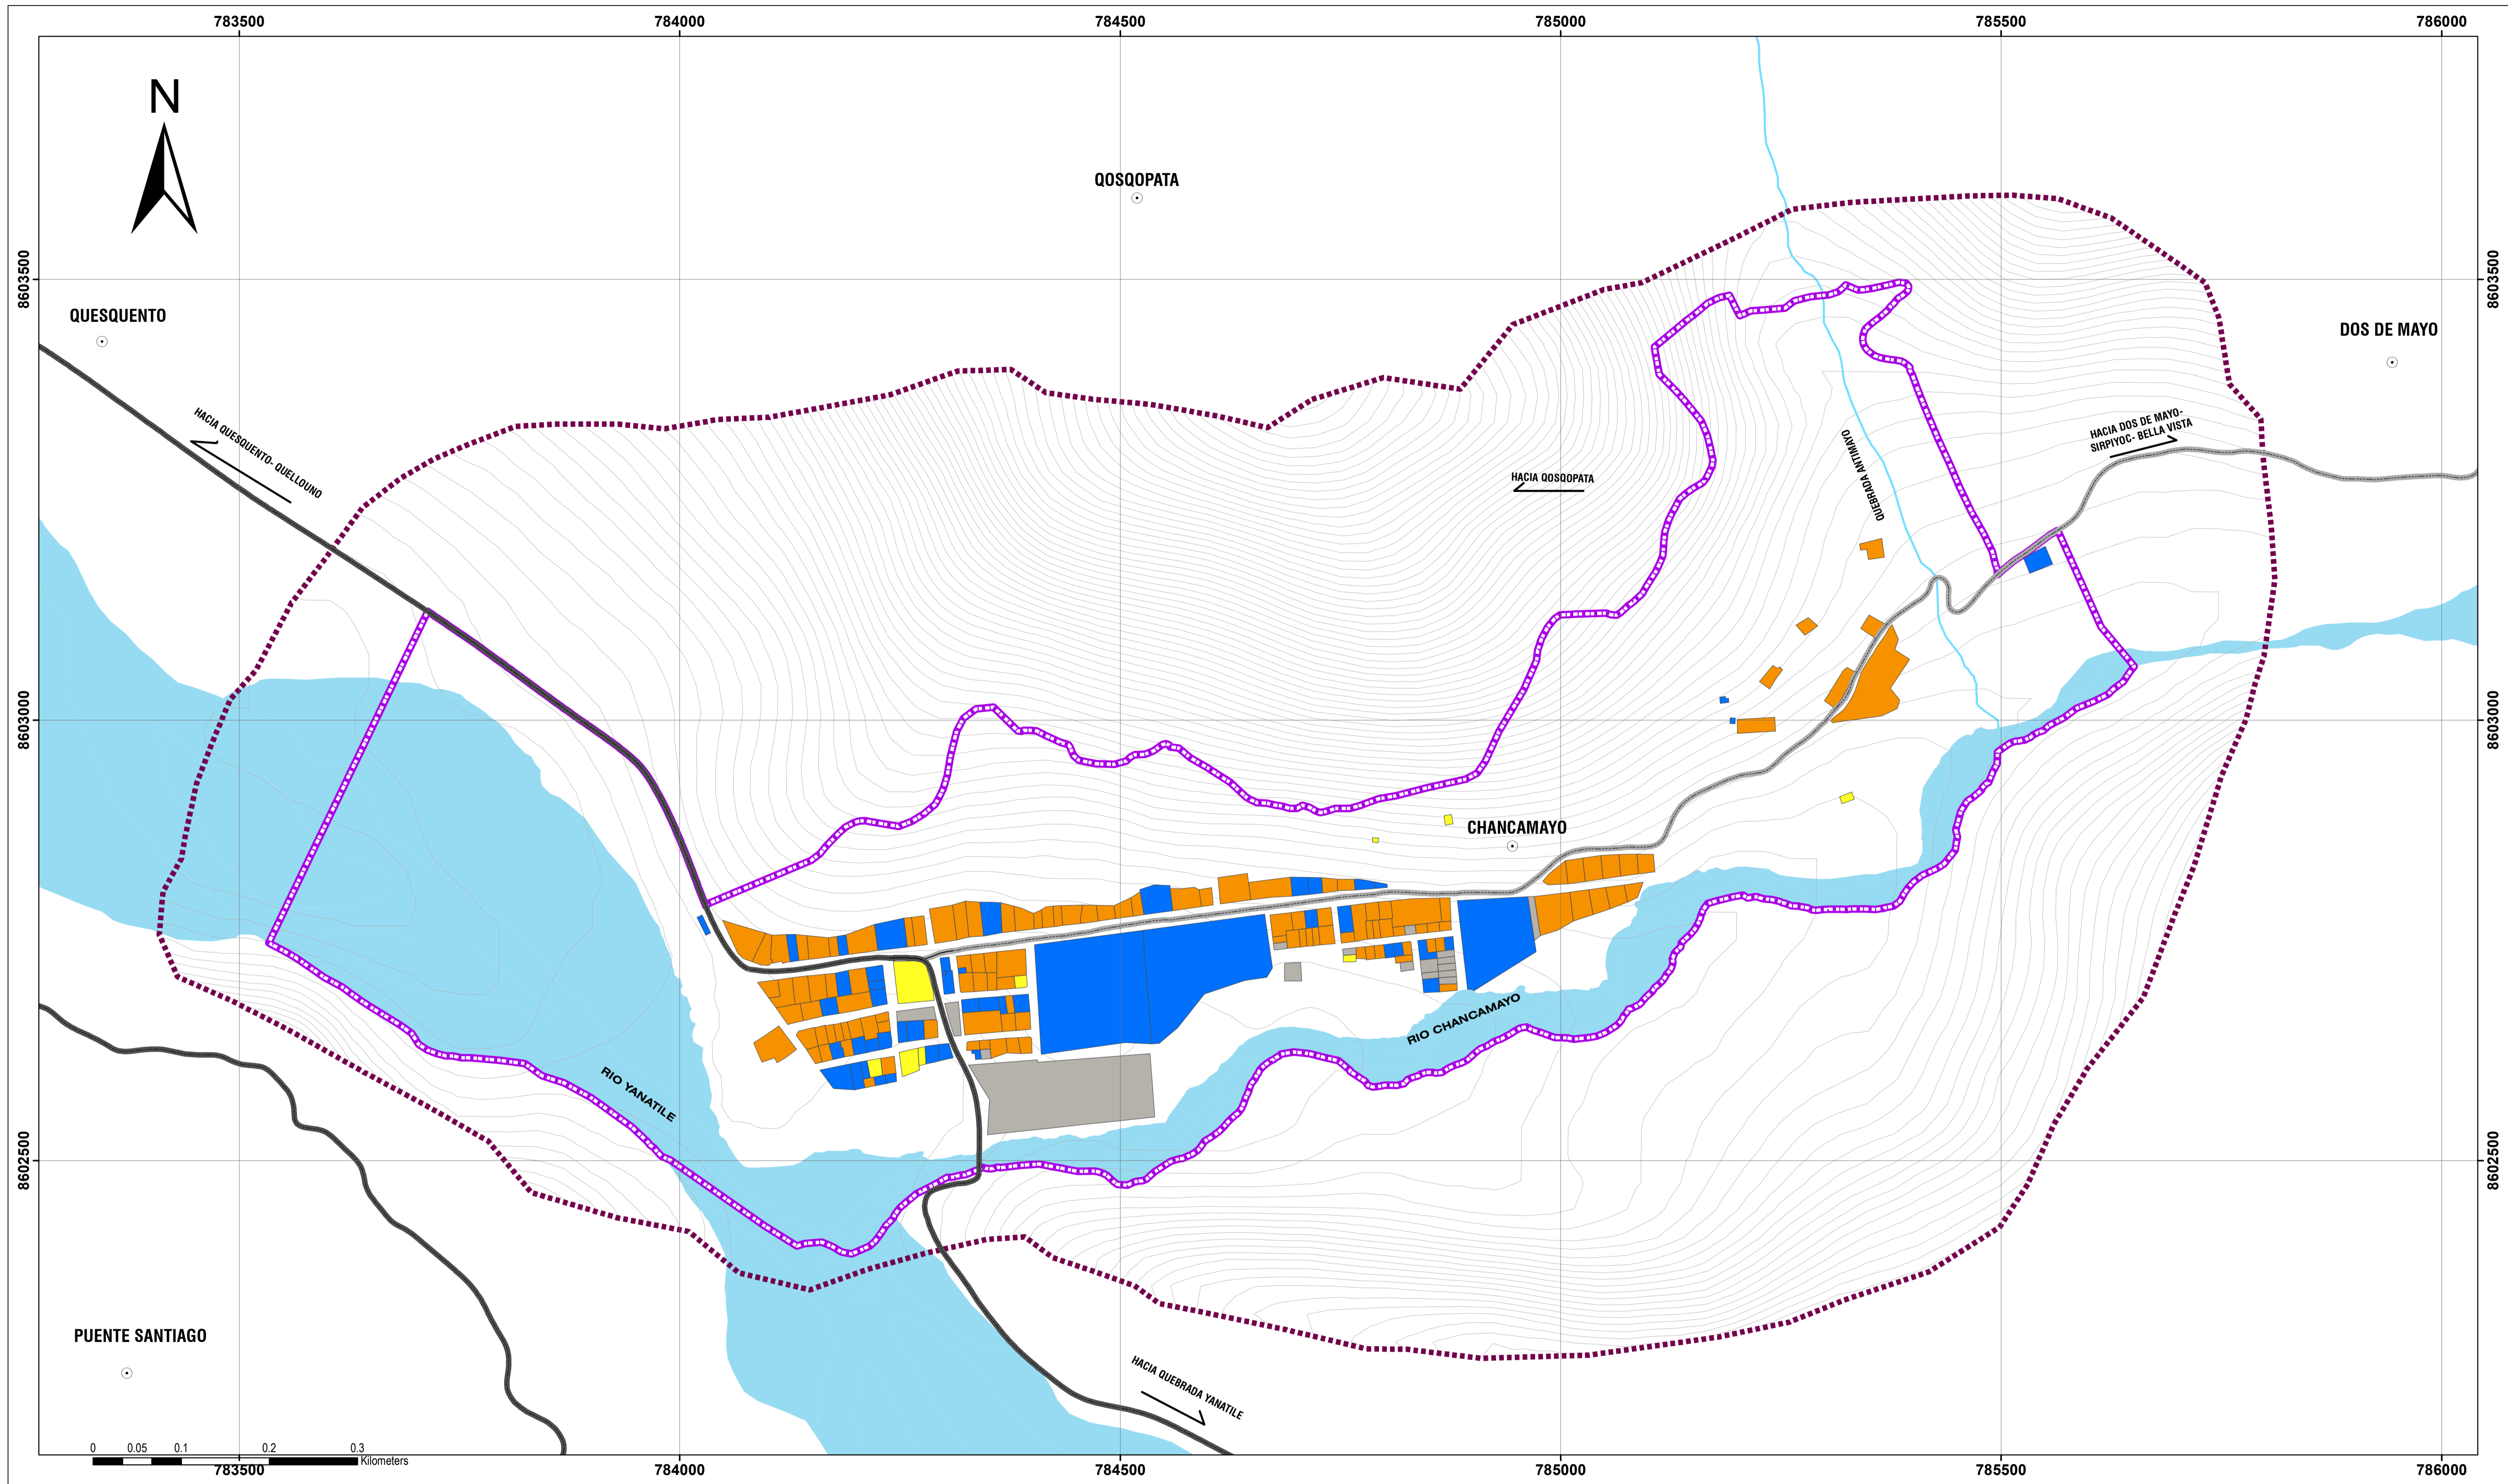 783500 784000 784500 785000 785500 786000
N
QOSQOPATA
8603500
8603500
QUESQUENTO
DOS DE MAYO
HACIA QUESQUENTO- QUELLOUNO
HACIA DOS DE MAYO-
SIRPIYOC- BELLA VISTA
QUEBRADA ANTIMAYO
HACIA QOSQOPATA
8603000
8603000
CHANCAMAYO
RIO CHANCAMAYO
RIO YANATILE
8602500
8602500
PUENTE SANTIAGO
HACIA QUEBRADA YANATILE
0 0.05 0.1 0.2 0.3
Kilometers
783500 784000 784500 785000 785500 786000